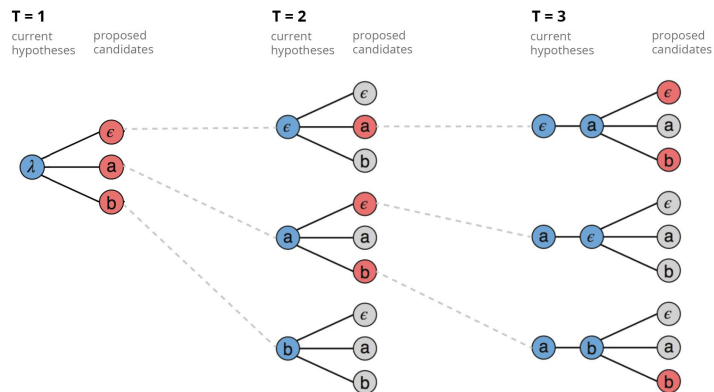 T = 1 T = 2 T = 3
current hypotheses proposed candidates current hypotheses proposed candidates current hypotheses proposed candidates
ϵ ϵ
ϵ a ϵ a a
λ a b b
b
ϵ ϵ
a a a ϵ a
b b
ϵ ϵ
b a a b a
b b